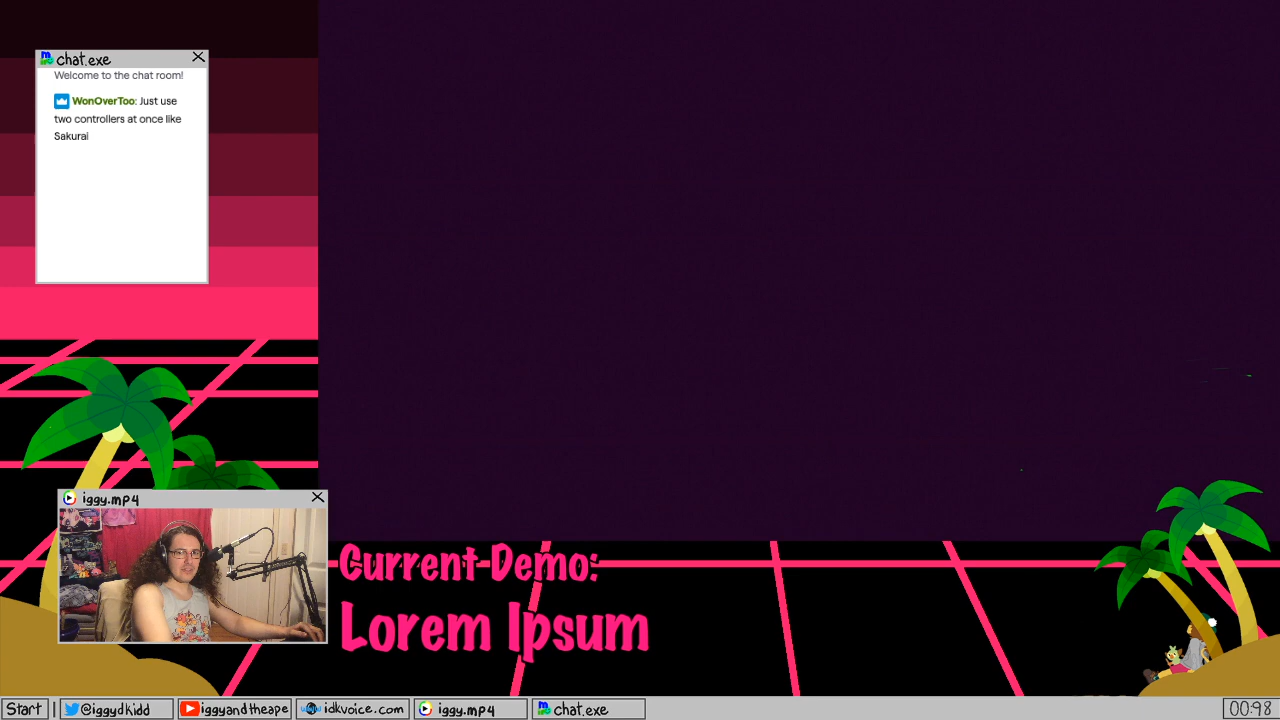 chat.exe
Welcome to the chat room!
WonOverToo: Just use
two controllers at once like
Sakurai
iggy.mp4
Current Demo:
Lorem Ipsum
Start
@iggydkidd
iggyandtheape
idkvoice.com
iggy.mp4
chat.exe
00:98